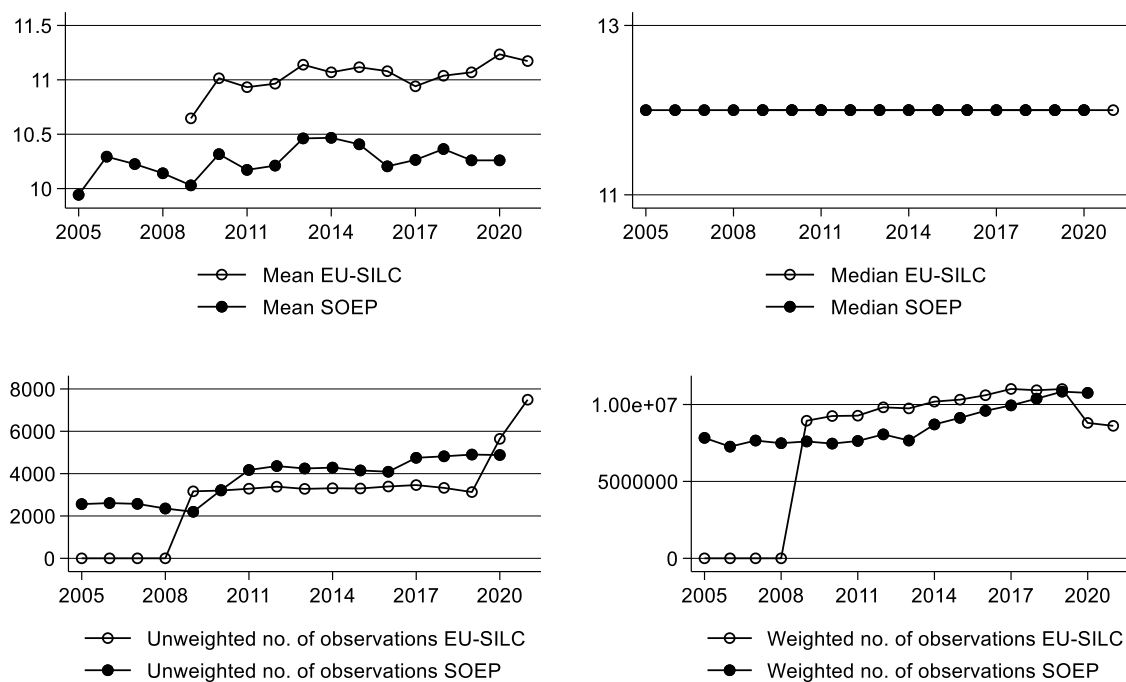 11.5
11
10.5
10
2005 2008 2011 2014 2017 2020
Mean EU-SILC
Mean SOEP
13
11
2005 2008 2011 2014 2017 2020
Median EU-SILC
Median SOEP
8000
6000
4000
2000
0
2005 2008 2011 2014 2017 2020
Unweighted no. of observations EU-SILC
Unweighted no. of observations SOEP
1.00e+07
5000000
0
2005 2008 2011 2014 2017 2020
Weighted no. of observations EU-SILC
Weighted no. of observations SOEP